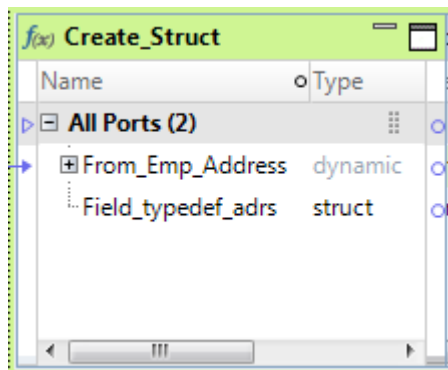 f(x) Create_Struct
Name Type
All Ports (2)
From_Emp_Address dynamic
Field_typedef_adrs struct